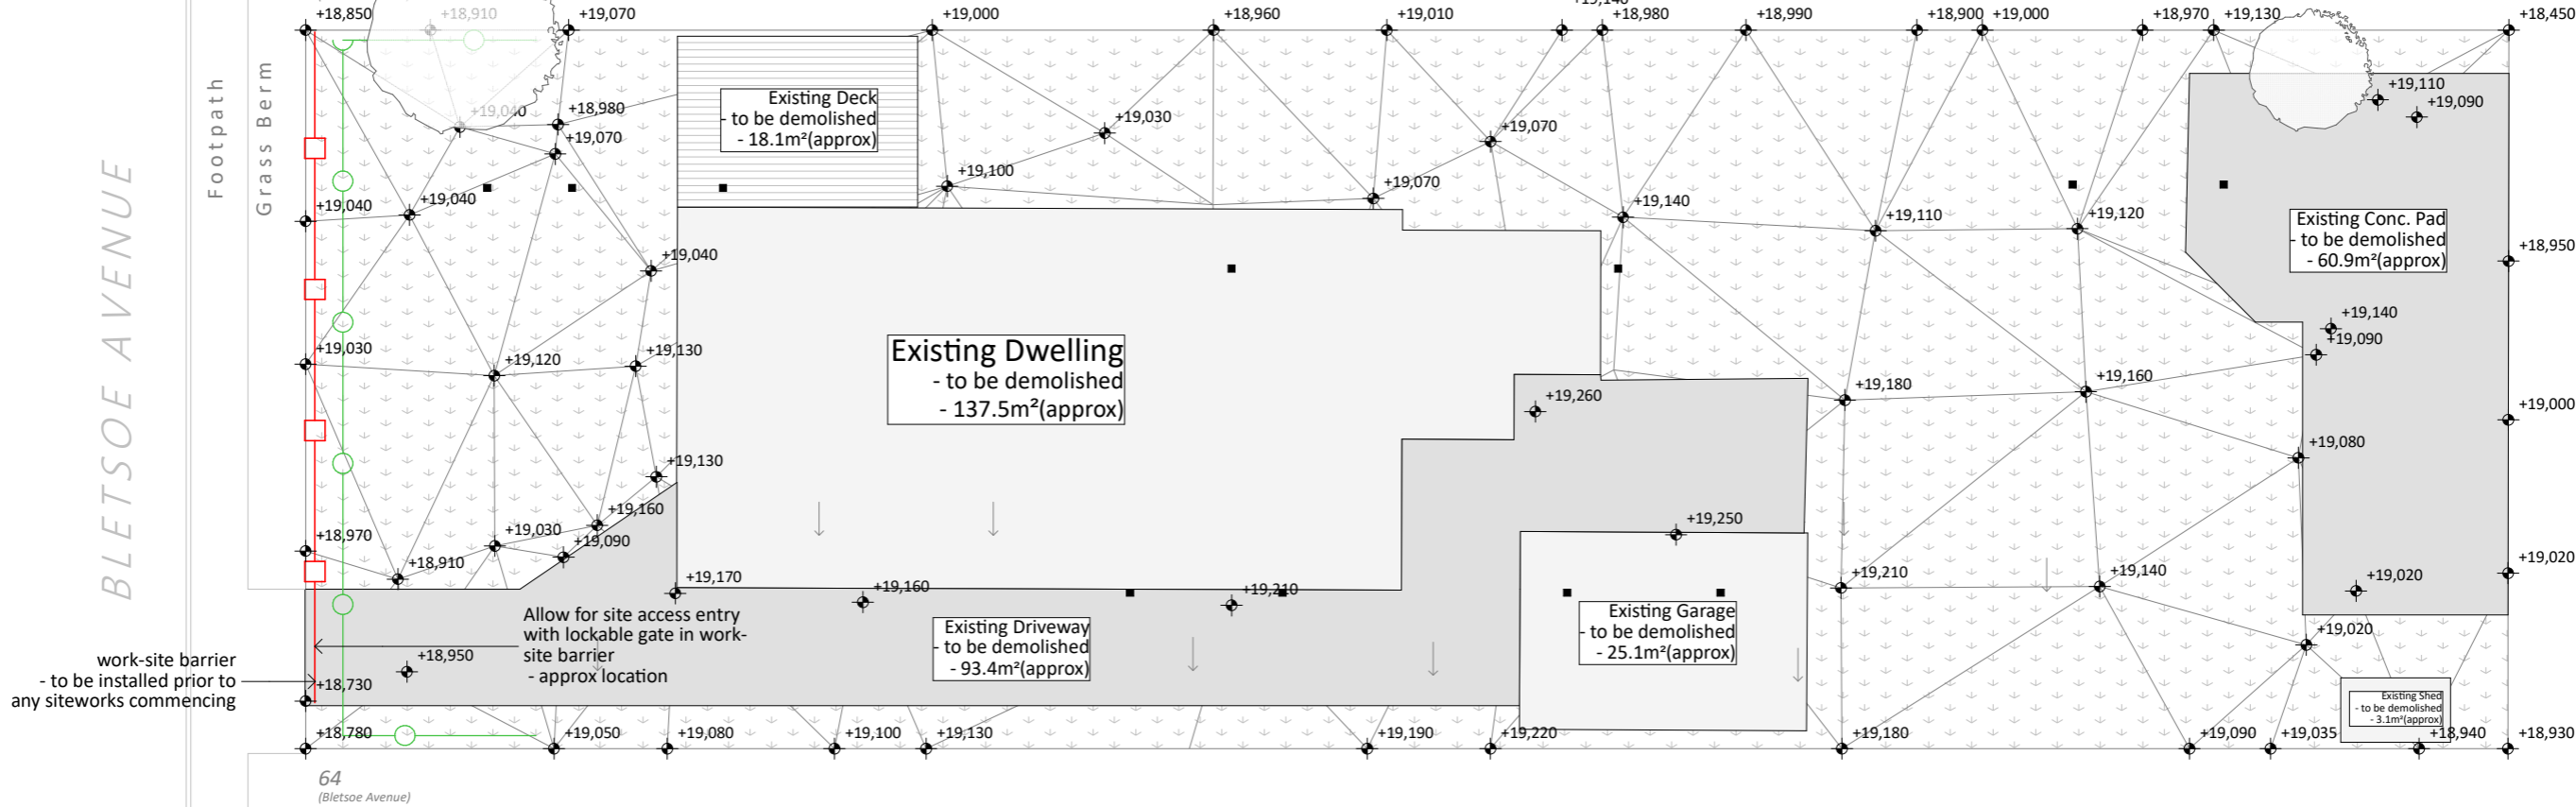 +19,140
+18,850
+18,910
+19,070
+19,000
+18,960
+19,010
+18,980
+18,990
+18,900
+19,000
+18,970
+19,130
+18,450
+19,040
+18,980
+19,070
Existing Deck
- to be demolished
- 18.1m²(approx)
+19,030
+19,070
+19,110
+19,090
+19,100
+19,070
+19,040
+19,040
+19,140
+19,110
+19,120
Existing Conc. Pad
- to be demolished
- 60.9m²(approx)
+18,950
+19,040
Footpath
Grass Berm
BLETSOE AVENUE
+19,030
+19,120
+19,130
Existing Dwelling
- to be demolished
- 137.5m²(approx)
+19,140
+19,090
+19,260
+19,180
+19,160
+19,000
+19,130
+19,080
+19,160
+19,030
+19,090
+19,250
+18,970
+18,910
+19,170
+19,160
+19,210
+19,210
+19,140
+19,020
+19,020
Allow for site access entry
with lockable gate in work-
site barrier
- approx location
Existing Driveway
- to be demolished
- 93.4m²(approx)
Existing Garage
- to be demolished
- 25.1m²(approx)
+19,020
work-site barrier
- to be installed prior to
any siteworks commencing
+18,950
+18,730
Existing Shed
- to be demolished
- 3.1m²(approx)
+18,780
+19,050
+19,080
+19,100
+19,130
+19,190
+19,220
+19,180
+19,090
+19,035
+18,940
+18,930
64
(Bletsoe Avenue)